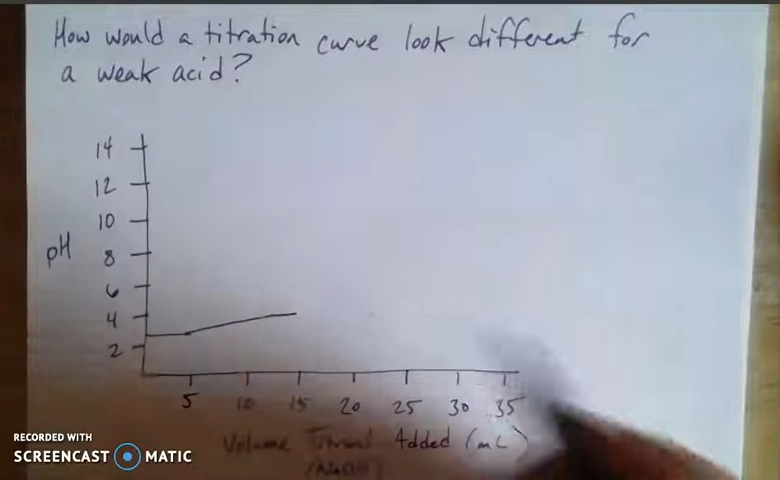 How would a titration curve look different for
a weak acid?
14
12
10
pH 8
6
4
2
5 10 15 20 25 30 35
Volume Titrant Added (mL)
(NaOH)
RECORDED WITH
SCREENCAST MATIC